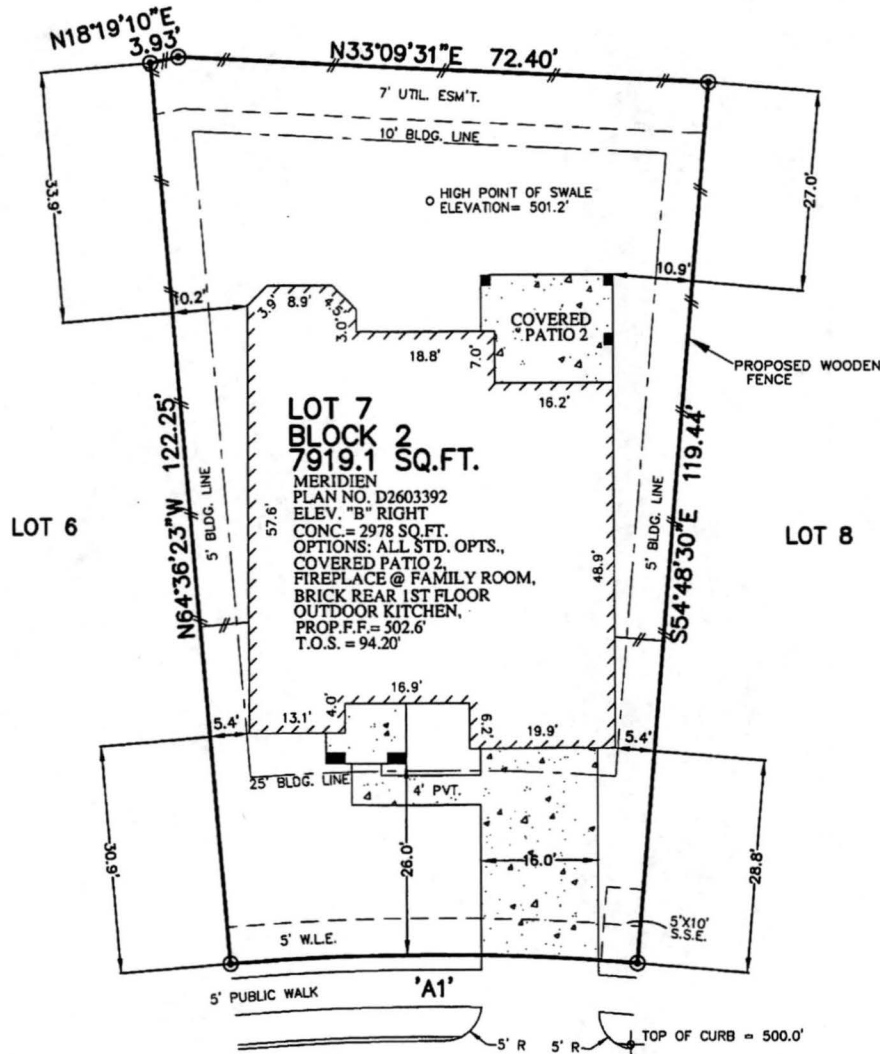 N18°19'10"E
3.93'
N33°09'31"E 72.40'
7' UTIL. ESM'T.
10' BLDG. LINE
33.9'
27.0'
HIGH POINT OF SWALE
ELEVATION= 501.2'
10.2'
10.9'
3.9'
8.9'
4.5'
3.0'
COVERED
PATIO 2
18.8'
7.0'
16.2'
PROPOSED WOODEN
FENCE
LOT 7
BLOCK 2
7919.1 SQ.FT.
MERIDIEN
PLAN NO. D2603392
ELEV. "B" RIGHT
CONC.= 2978 SQ.FT.
OPTIONS: ALL STD. OPTS.,
COVERED PATIO 2,
FIREPLACE @ FAMILY ROOM,
BRICK REAR 1ST FLOOR
OUTDOOR KITCHEN,
PROP.F.F.= 502.6'
T.O.S. = 94.20'
LOT 6
LOT 8
N64°36'23"W 122.25'
5' BLDG. LINE
57.6'
48.9'
5' BLDG. LINE
S54°48'30"E 119.44'
16.9'
4.0'
13.1'
6.2'
19.9'
5.4'
5.4'
25' BLDG. LINE
4' PVT.
30.9'
26.0'
16.0'
28.8'
5' W.L.E.
5'X10'
S.S.E.
5' PUBLIC WALK
'A1'
5' R
5' R
TOP OF CURB = 500.0'